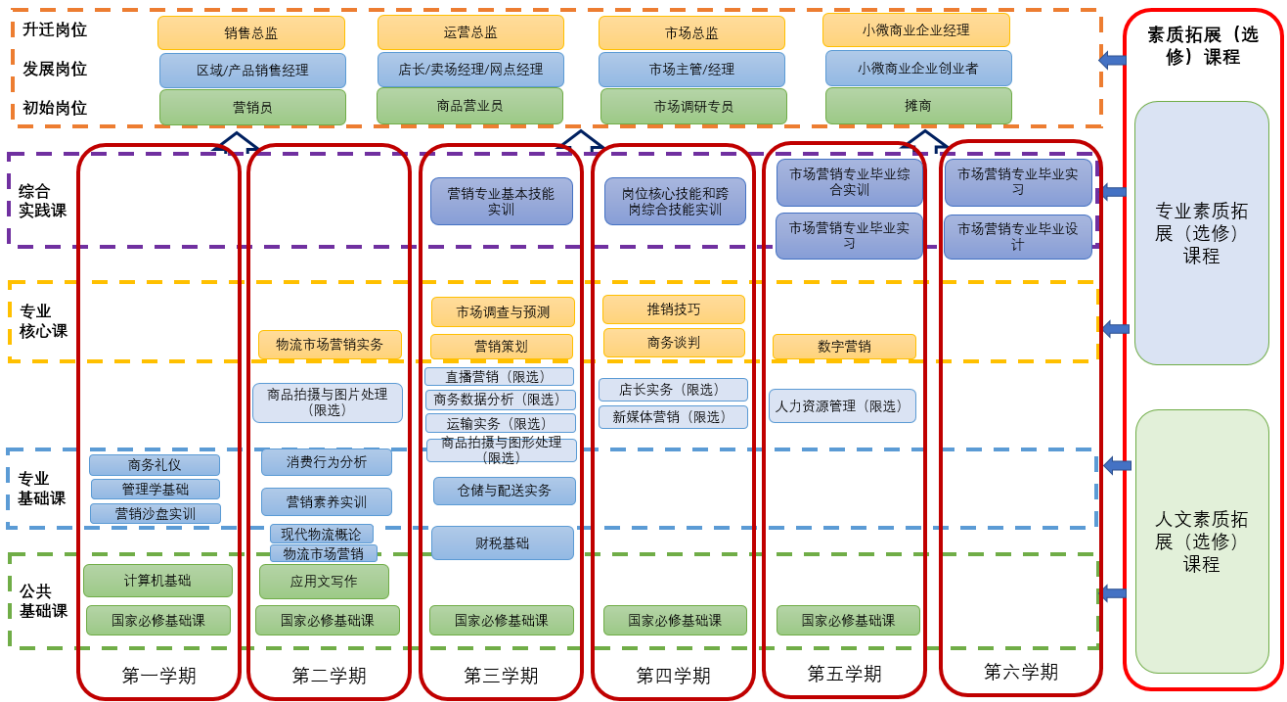 升迁岗位
销售总监
运营总监
市场总监
小微商业企业经理
发展岗位
区域/产品销售经理
店长/卖场经理/网点经理
市场主管/经理
小微商业企业创业者
初始岗位
营销员
商品营业员
市场调研专员
摊商
素质拓展（选
修）课程
专业素质拓
展（选修）
课程
人文素质拓
展（选修）
课程
综合
实践课
营销专业基本技能
实训
岗位核心技能和跨
岗综合技能实训
市场营销专业毕业综
合实训
市场营销专业毕业实
习
市场营销专业毕业实
习
市场营销专业毕业设
计
专业
核心课
物流市场营销实务
市场调查与预测
营销策划
推销技巧
商务谈判
数字营销
商品拍摄与图片处理
（限选）
直播营销（限选）
商务数据分析（限选）
运输实务（限选）
商品拍摄与图形处理
（限选）
店长实务（限选）
新媒体营销（限选）
人力资源管理（限选）
专业
基础课
商务礼仪
管理学基础
营销沙盘实训
消费行为分析
营销素养实训
现代物流概论
物流市场营销
仓储与配送实务
财税基础
公共
基础课
计算机基础
应用文写作
国家必修基础课
国家必修基础课
国家必修基础课
国家必修基础课
国家必修基础课
第一学期
第二学期
第三学期
第四学期
第五学期
第六学期